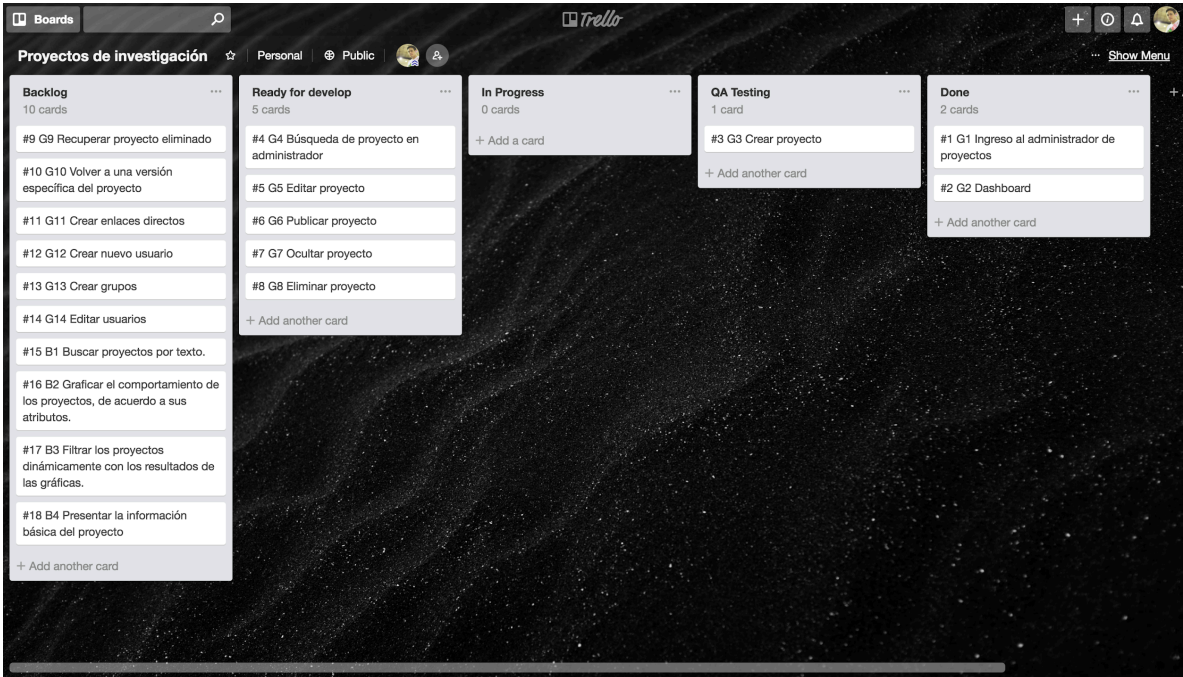 Boards
Trello
Proyectos de investigación
Personal
Public
Show Menu
Backlog
10 cards
#9 G9 Recuperar proyecto eliminado
#10 G10 Volver a una versión
específica del proyecto
#11 G11 Crear enlaces directos
#12 G12 Crear nuevo usuario
#13 G13 Crear grupos
#14 G14 Editar usuarios
#15 B1 Buscar proyectos por texto.
#16 B2 Graficar el comportamiento de
los proyectos, de acuerdo a sus
atributos.
#17 B3 Filtrar los proyectos
dinámicamente con los resultados de
las gráficas.
#18 B4 Presentar la información
básica del proyecto
+ Add another card
Ready for develop
5 cards
#4 G4 Búsqueda de proyecto en
administrador
#5 G5 Editar proyecto
#6 G6 Publicar proyecto
#7 G7 Ocultar proyecto
#8 G8 Eliminar proyecto
+ Add another card
In Progress
0 cards
+ Add a card
QA Testing
1 card
#3 G3 Crear proyecto
+ Add another card
Done
2 cards
#1 G1 Ingreso al administrador de
proyectos
#2 G2 Dashboard
+ Add another card